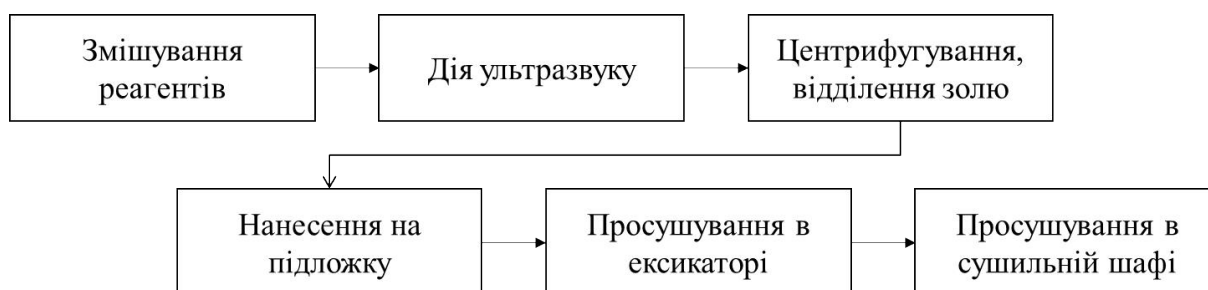 Змішування
реагентів
Дія ультразвуку
Центрифугування,
відділення золю
Нанесення на
підложку
Просушування в
ексикаторі
Просушування в
сушильній шафі